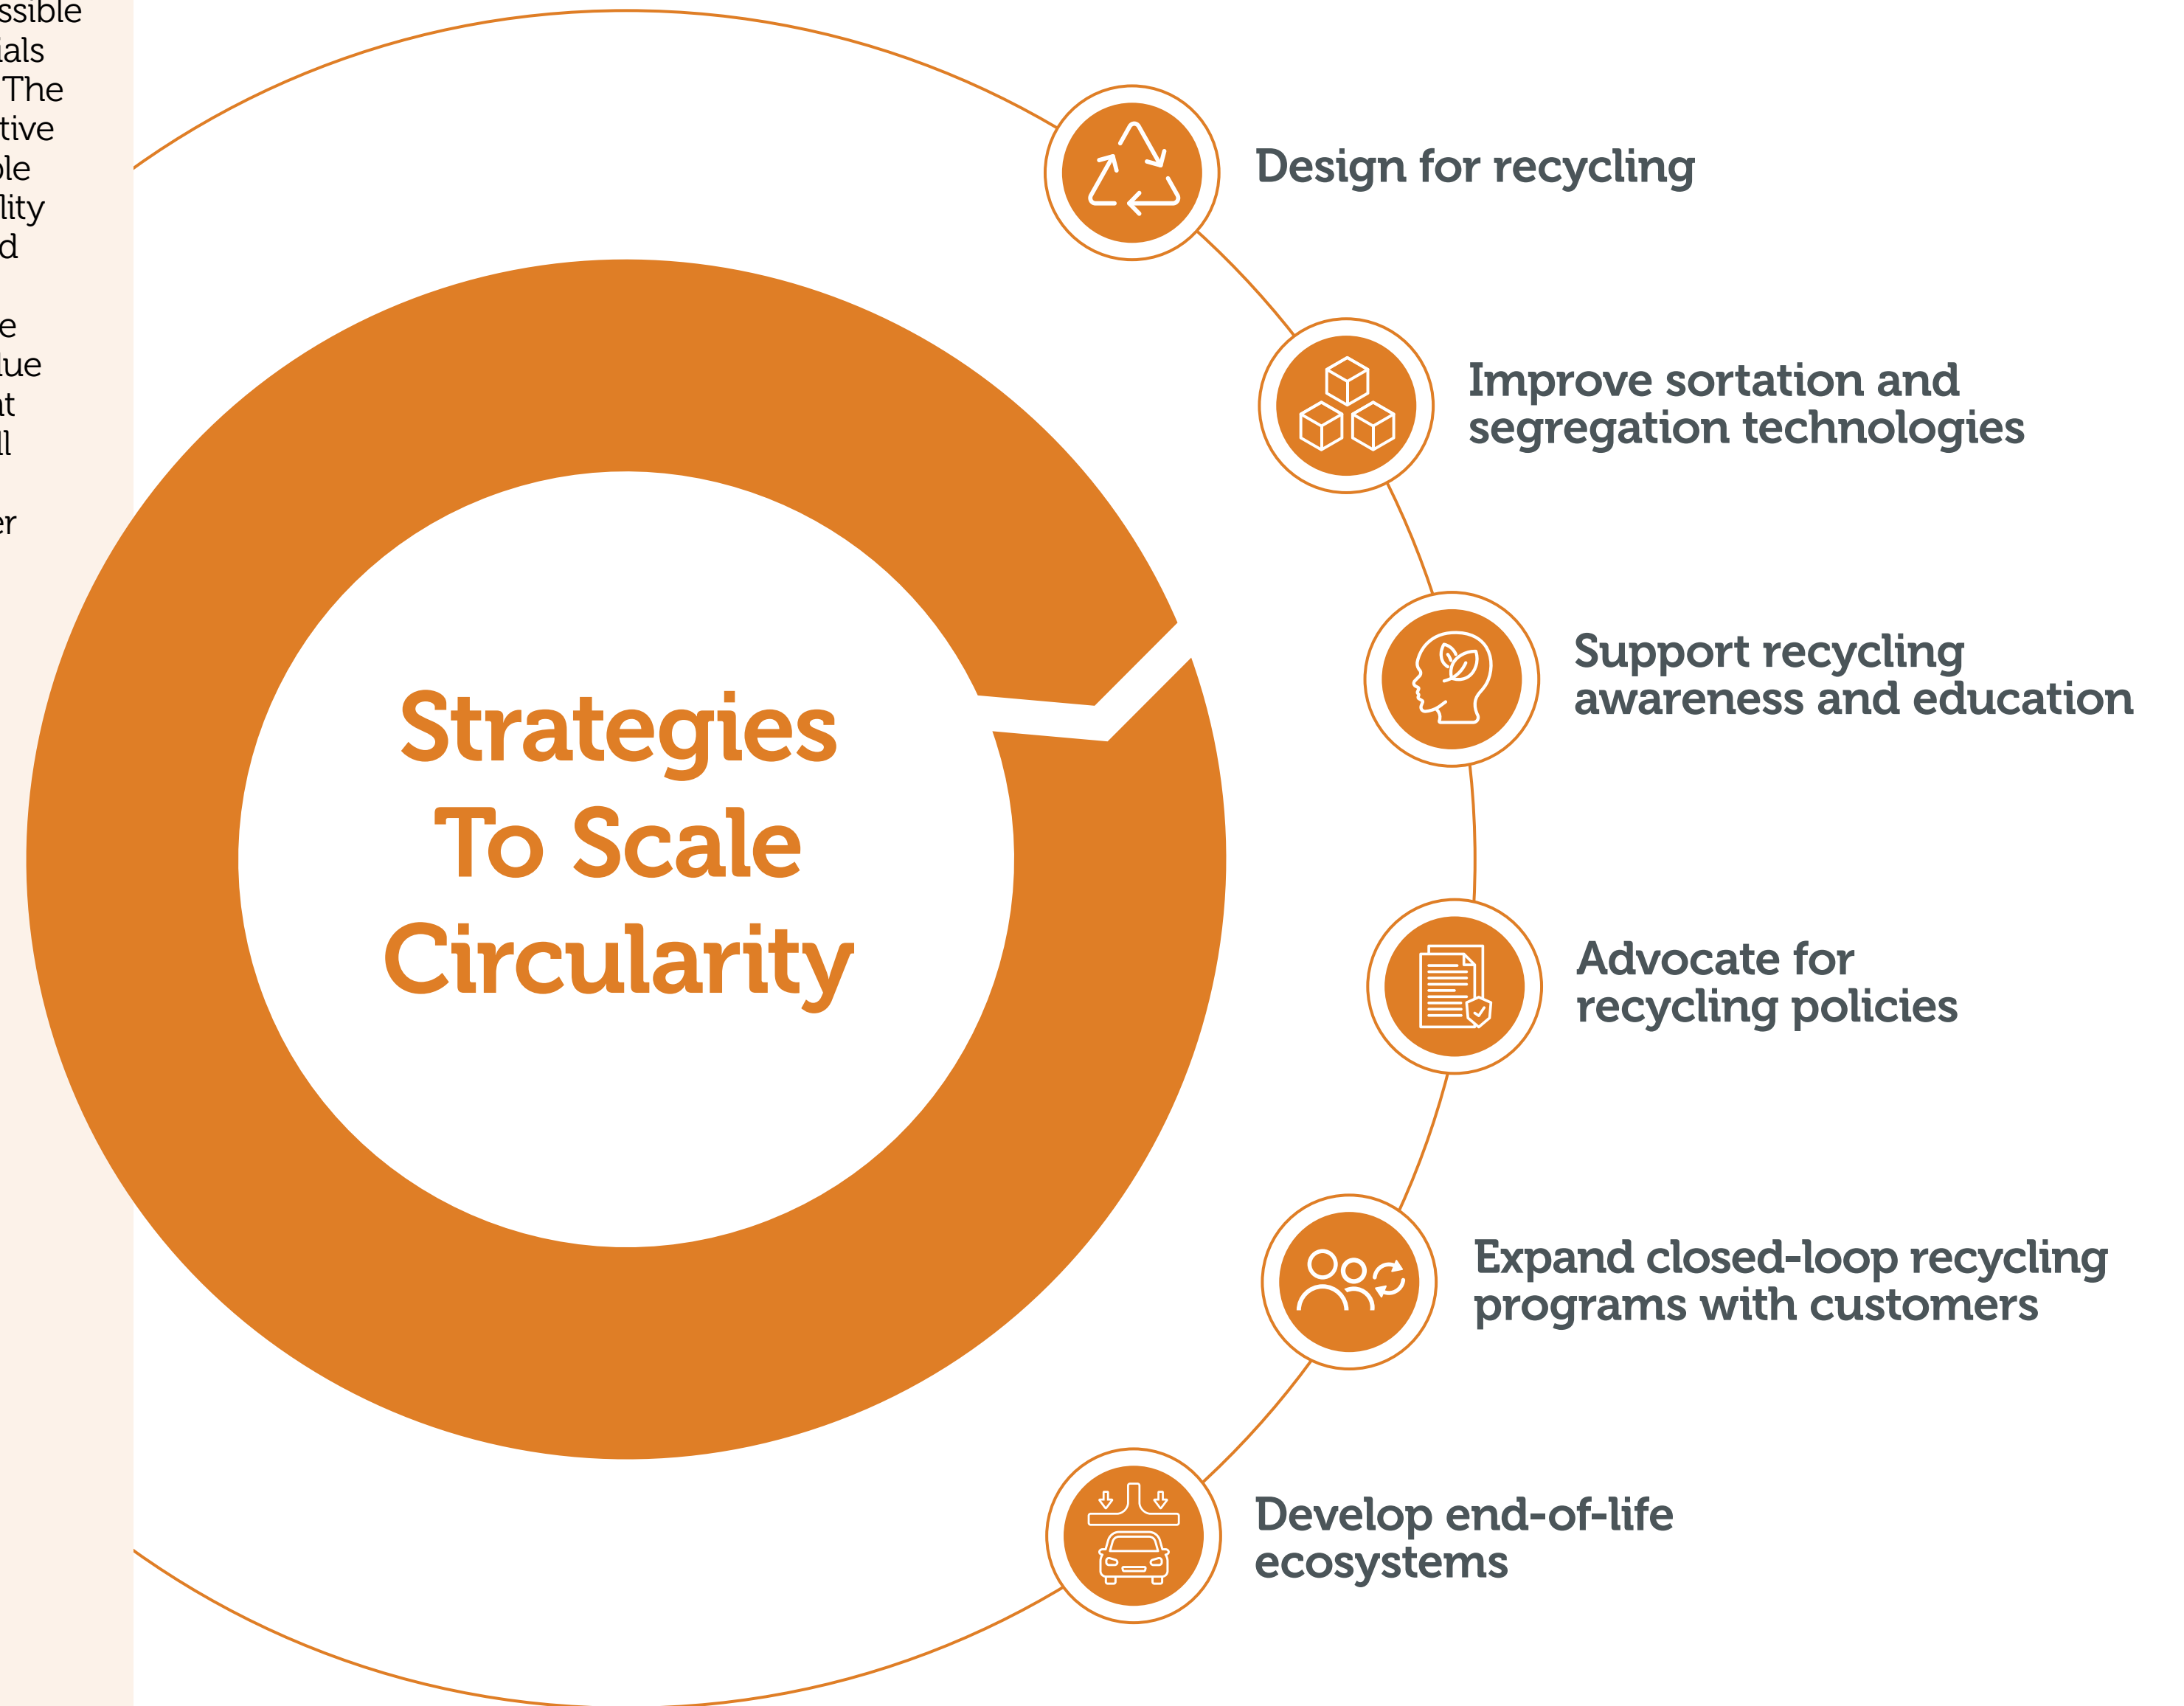 The
Strategies
To Scale
Circularity
Design for recycling
Improve sortation and
segregation technologies
Support recycling
awareness and education
Advocate for
recycling policies
Expand closed-loop recycling
programs with customers
Develop end-of-life
ecosystems